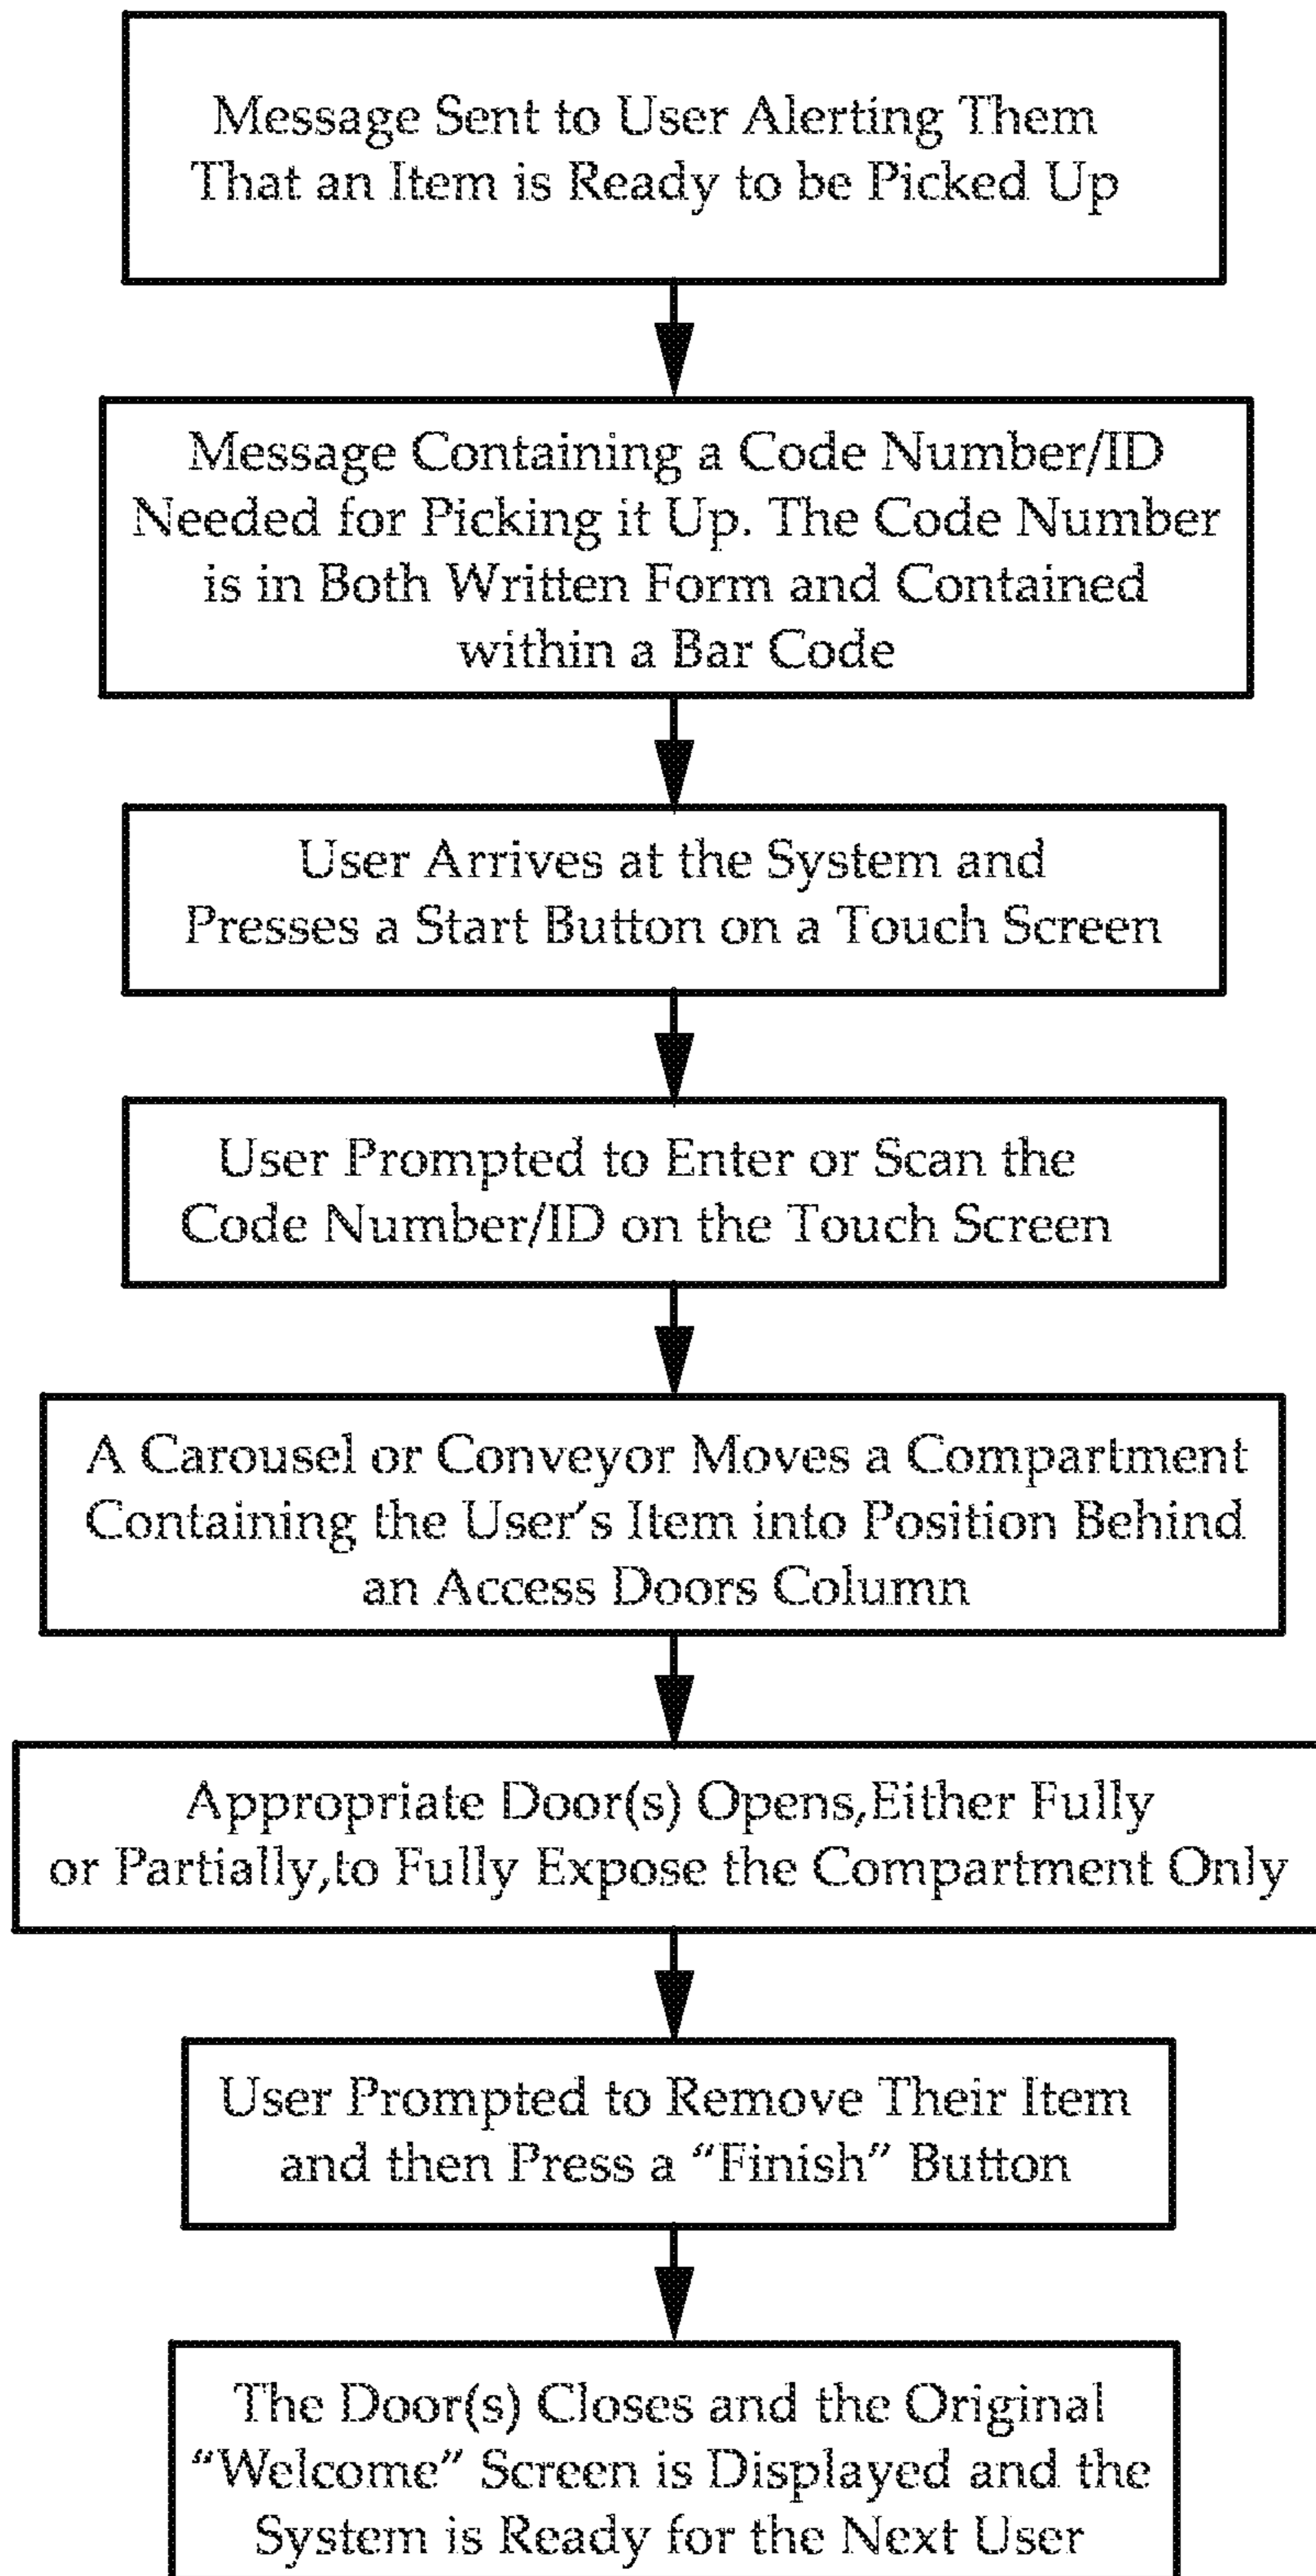 Message Sent to User Alerting Them
That an Item is Ready to be Picked Up
Message Containing a Code Number/ID
Needed for Picking it Up. The Code Number
is in Both Written Form and Contained
within a Bar Code
User Arrives at the System and
Presses a Start Button on a Touch Screen
User Prompted to Enter or Scan the
Code Number/ID on the Touch Screen
A Carousel or Conveyor Moves a Compartment
Containing the User's Item into Position Behind
an Access Doors Column
Appropriate Door(s) Opens,Either Fully
or Partially,to Fully Expose the Compartment Only
User Prompted to Remove Their Item
and then Press a “Finish” Button
The Door(s) Closes and the Original
“Welcome” Screen is Displayed and the
System is Ready for the Next User